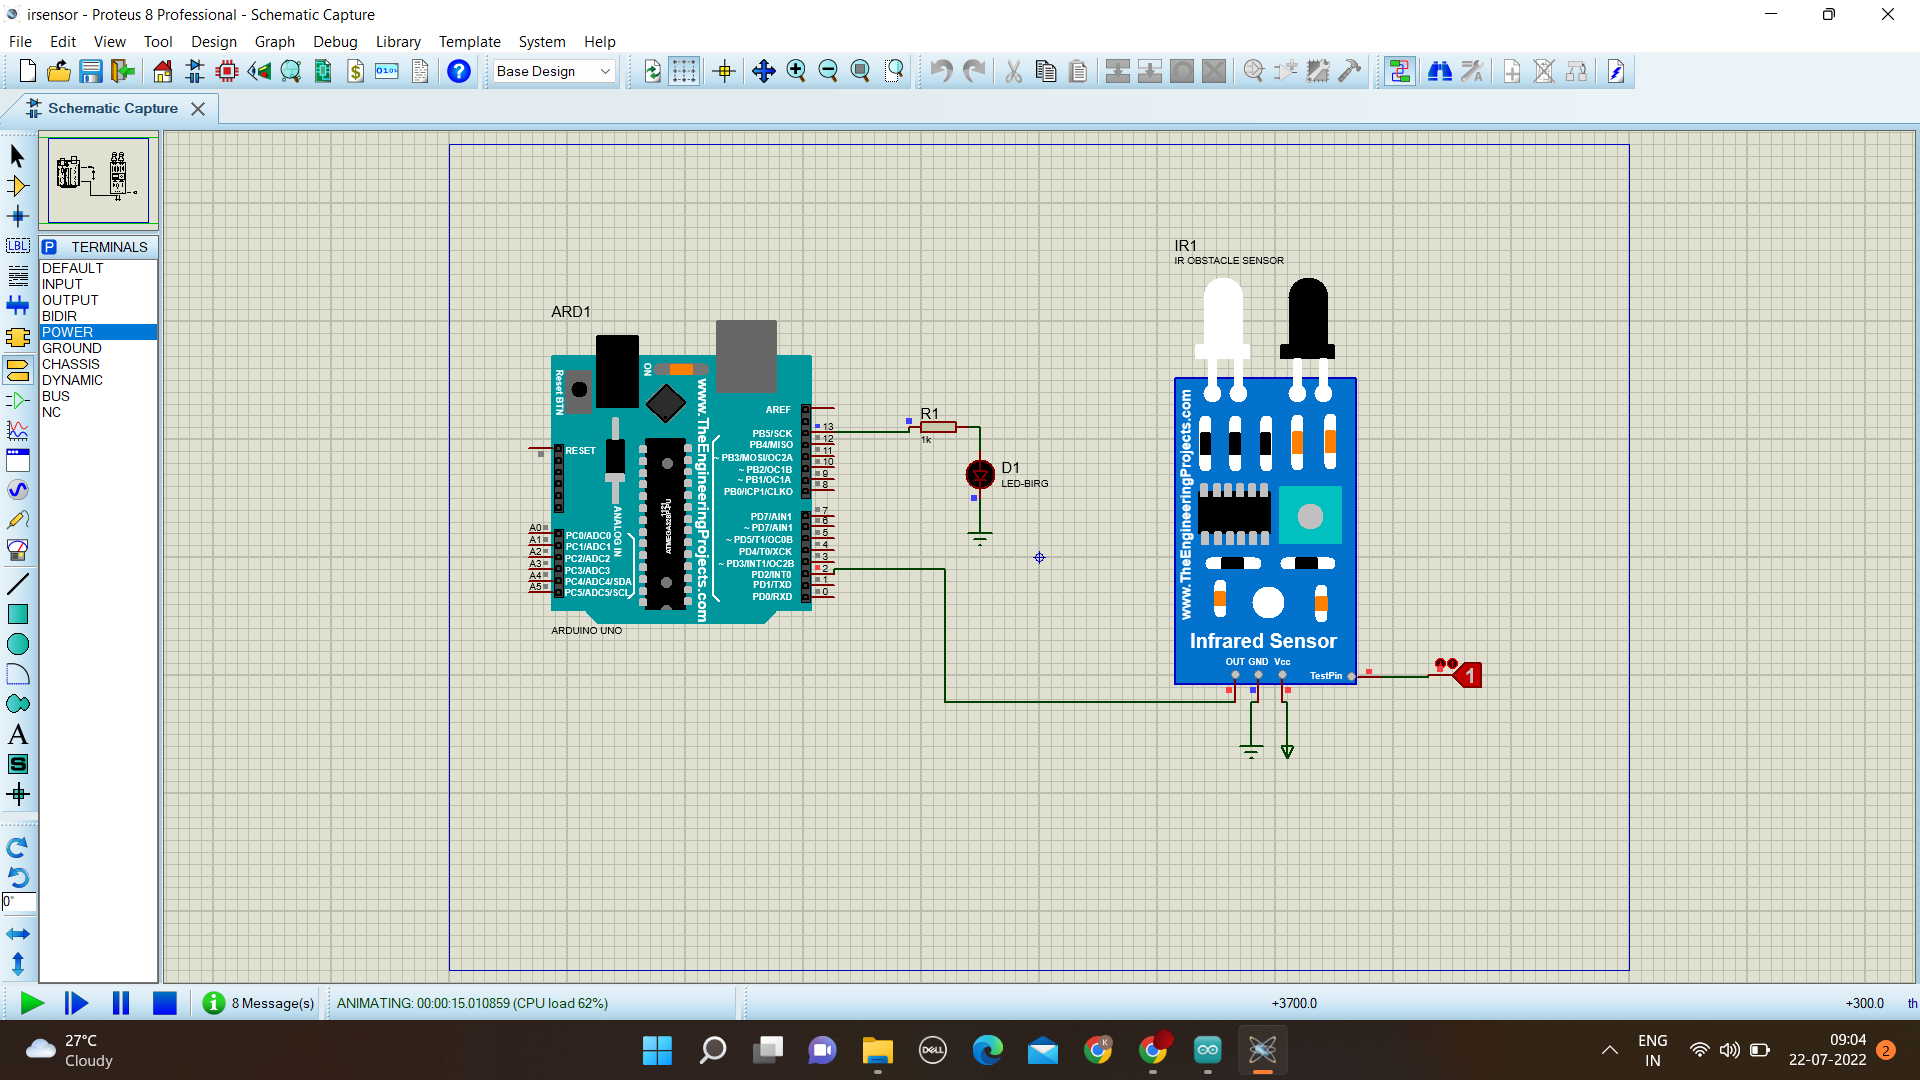 irsensor - Proteus 8 Professional - Schematic Capture
File Edit View Tool Design Graph Debug Library Template System Help
Base Design
Schematic Capture
P TERMINALS
DEFAULT
INPUT
OUTPUT
BIDIR
POWER
GROUND
CHASSIS
DYNAMIC
BUS
NC
LBL
A
S
0°
ARD1
Reset BTN
ON
www.TheEngineeringProjects.com
RESET
ANALOG IN
AREF
PB5/SCK 13
PB4/MISO 12
~ PB3/MOSI/OC2A 11
~ PB2/OC1B 10
~ PB1/OC1A 9
PB0/ICP1/CLKO 8
PD7/AIN1 7
~ PD7/AIN1 6
~ PD5/T1/OC0B 5
PD4/T0/XCK 4
~ PD3/INT1/OC2B 3
PD2/INT0 2
PD1/TXD 1
PD0/RXD 0
A0 PC0/ADC0
A1 PC1/ADC1
A2 PC2/ADC2
A3 PC3/ADC3
A4 PC4/ADC4/SDA
A5 PC5/ADC5/SCL
ARDUINO UNO
R1
1k
D1
LED-BIRG
IR1
IR OBSTACLE SENSOR
www.TheEngineeringProjects.com
Infrared Sensor
OUT GND Vcc
TestPin
1
8 Message(s)
ANIMATING: 00:00:15.010859 (CPU load 62%)
+3700.0
+300.0
th
27°C
Cloudy
DELL
K
ENG
IN
09:04
22-07-2022
2